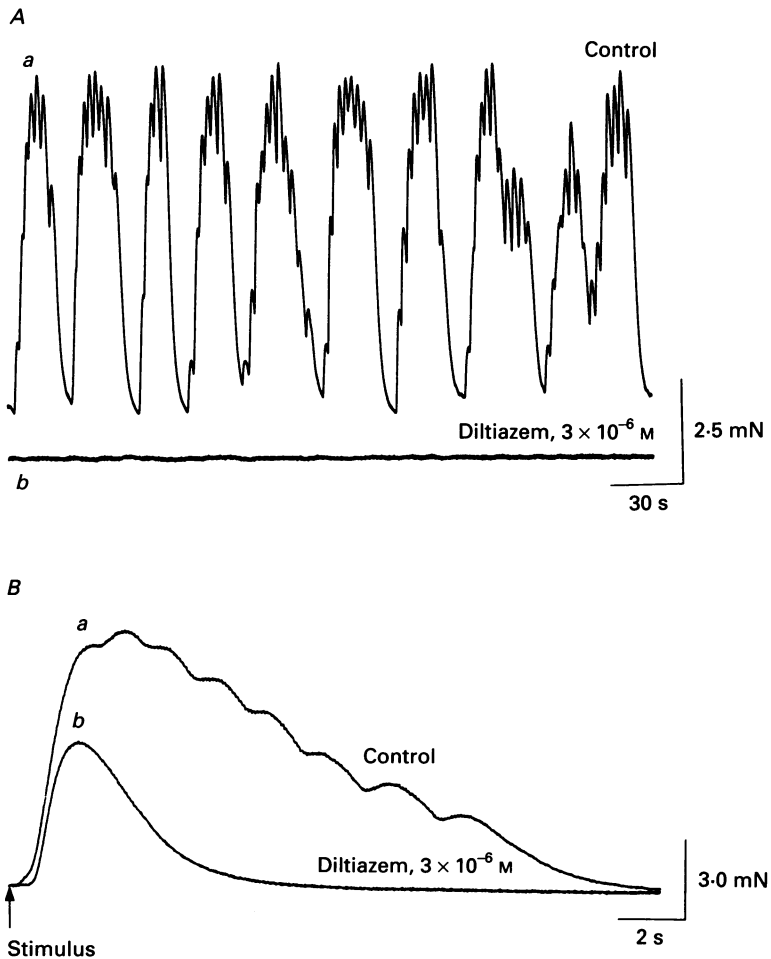 A
a
Control
Diltiazem, 3 × 10⁻⁶ M
2·5 mN
b
30 s
B
a
b
Control
Diltiazem, 3 × 10⁻⁶ M
3·0 mN
2 s
Stimulus